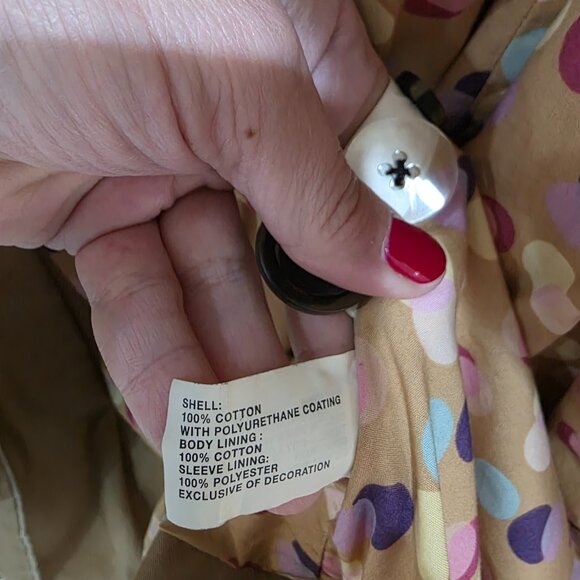 SHELL:
100% COTTON
WITH POLYURETHANE COATING
BODY LINING :
100% COTTON
SLEEVE LINING:
100% POLYESTER
EXCLUSIVE OF DECORATION